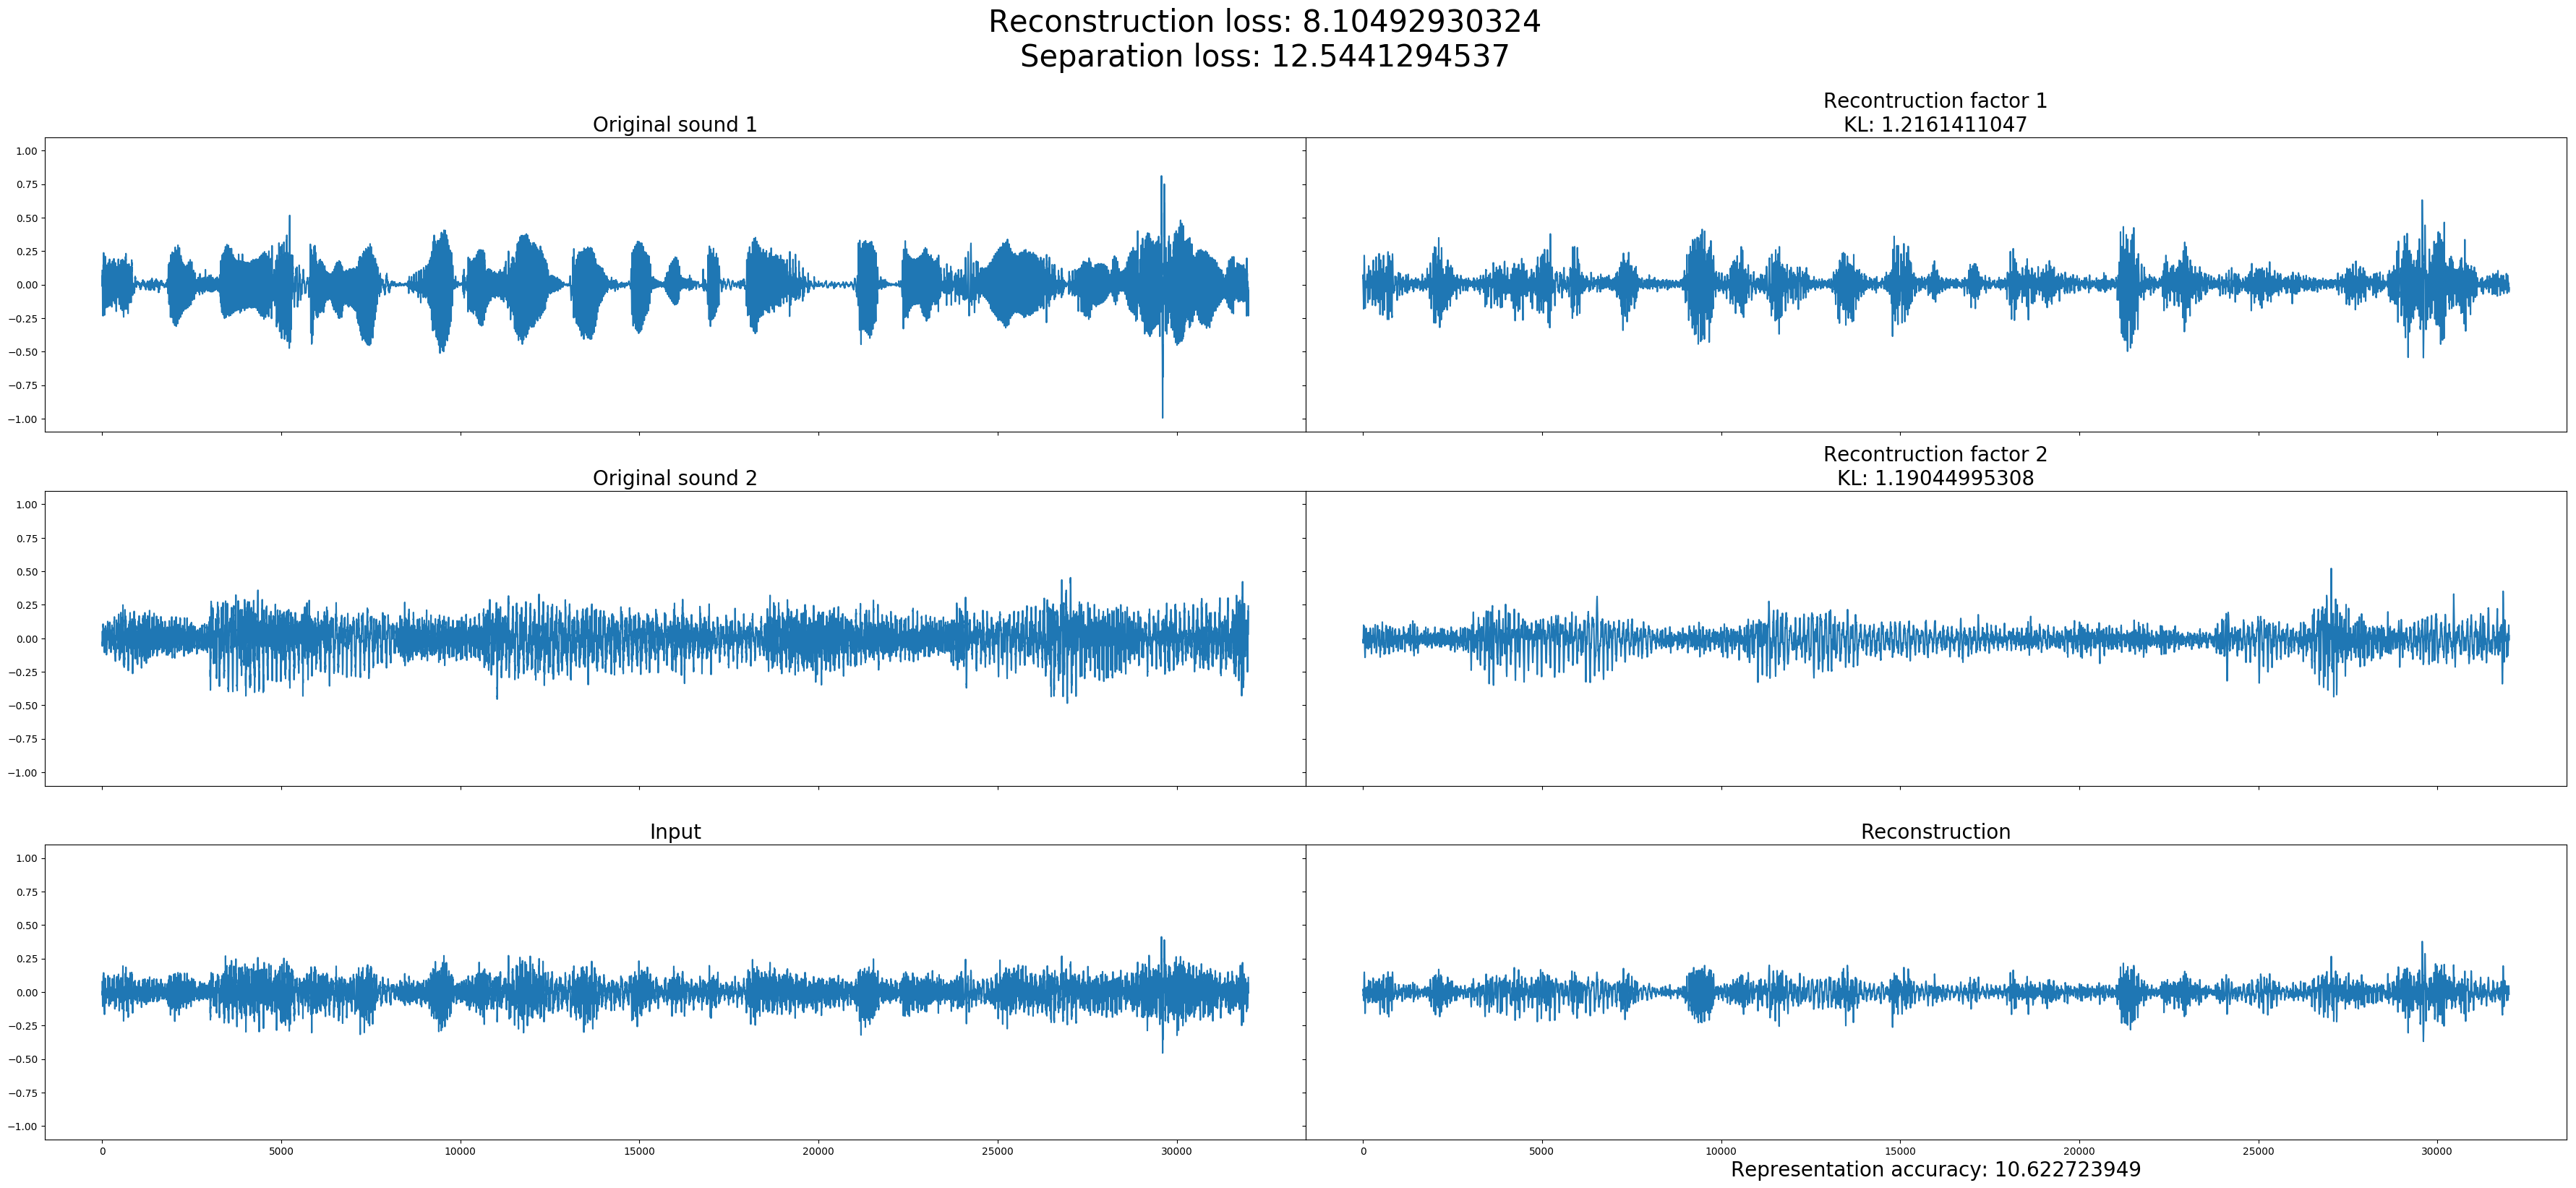 Reconstruction loss: 8.10492930324
Separation loss: 12.5441294537
Original sound 1
Recontruction factor 1
KL: 1.2161411047
1.00
0.75
0.50
0.25
0.00
−0.25
−0.50
−0.75
−1.00
Original sound 2
Recontruction factor 2
KL: 1.19044995308
1.00
0.75
0.50
0.25
0.00
−0.25
−0.50
−0.75
−1.00
Input
Reconstruction
1.00
0.75
0.50
0.25
0.00
−0.25
−0.50
−0.75
−1.00
0 5000 10000 15000 20000 25000 30000
0 5000 10000 15000 20000 25000 30000
Representation accuracy: 10.622723949